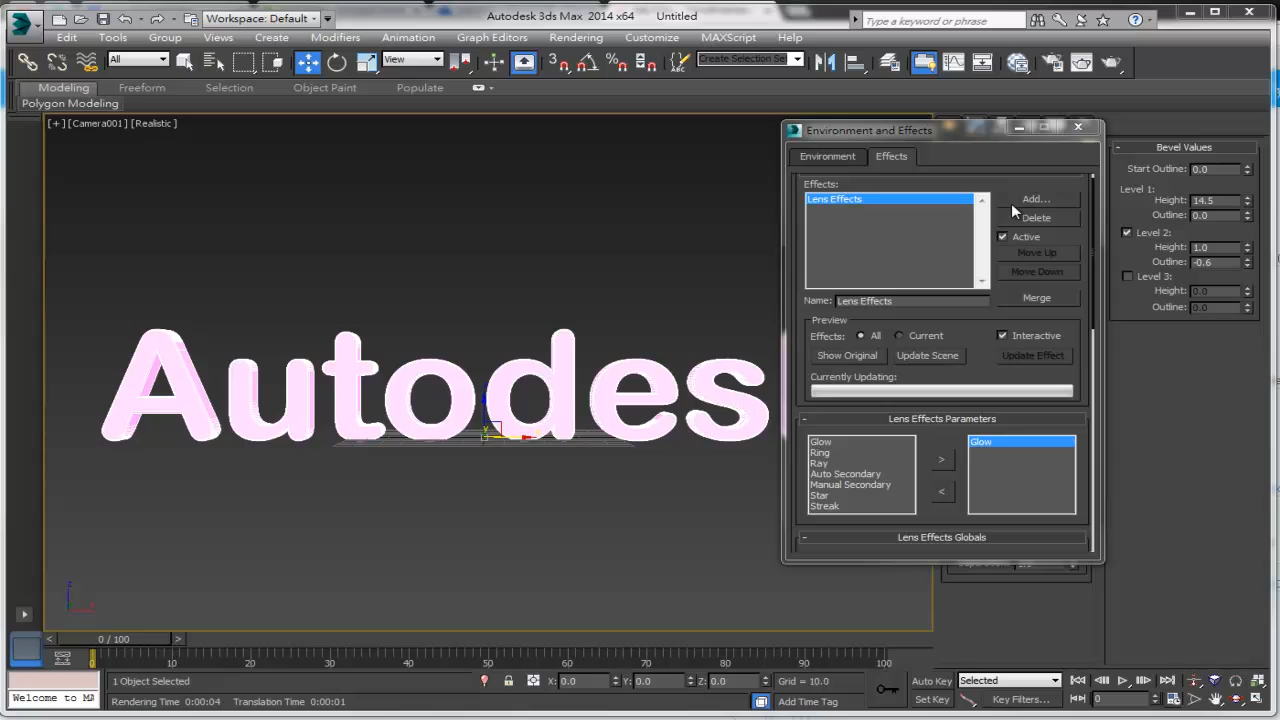 Workspace: Default
Autodesk 3ds Max 2014 x64 Untitled
Type a keyword or phrase
Edit Tools Group Views Create Modifiers Animation Graph Editors Rendering Customize MAXScript Help
All View Create Selection Se
Modeling Freeform Selection Object Paint Populate
Polygon Modeling
[+] [Camera001] [Realistic]
Autodes
Environment and Effects
Environment Effects
Effects:
Lens Effects
Add...
Delete
Active
Move Up
Move Down
Name: Lens Effects
Merge
Preview
Effects: All Current Interactive
Show Original Update Scene Update Effect
Currently Updating:
Lens Effects Parameters
Glow
Ring
Ray
Auto Secondary
Manual Secondary
Star
Streak
>
<
Glow
Lens Effects Globals
Bevel Values
Start Outline: 0.0
Level 1:
Height: 14.5
Outline: 0.0
Level 2:
Height: 1.0
Outline: -0.6
Level 3:
Height: 0.0
Outline: 0.0
0 / 100
0 10 20 30 40 50 60 70 80 90 100
1 Object Selected X: 0.0 Y: 0.0 Z: 0.0 Grid = 10.0 Auto Key Selected
Welcome to MA Rendering Time 0:00:04 Translation Time 0:00:01 Add Time Tag Set Key Key Filters... 0